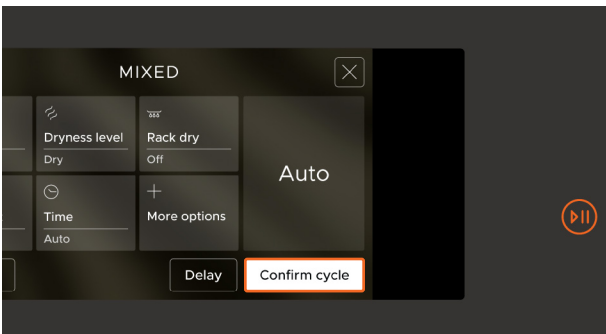 MIXED
Dryness level
Dry
Rack dry
Off
Auto
Time
Auto
More options
Delay
Confirm cycle